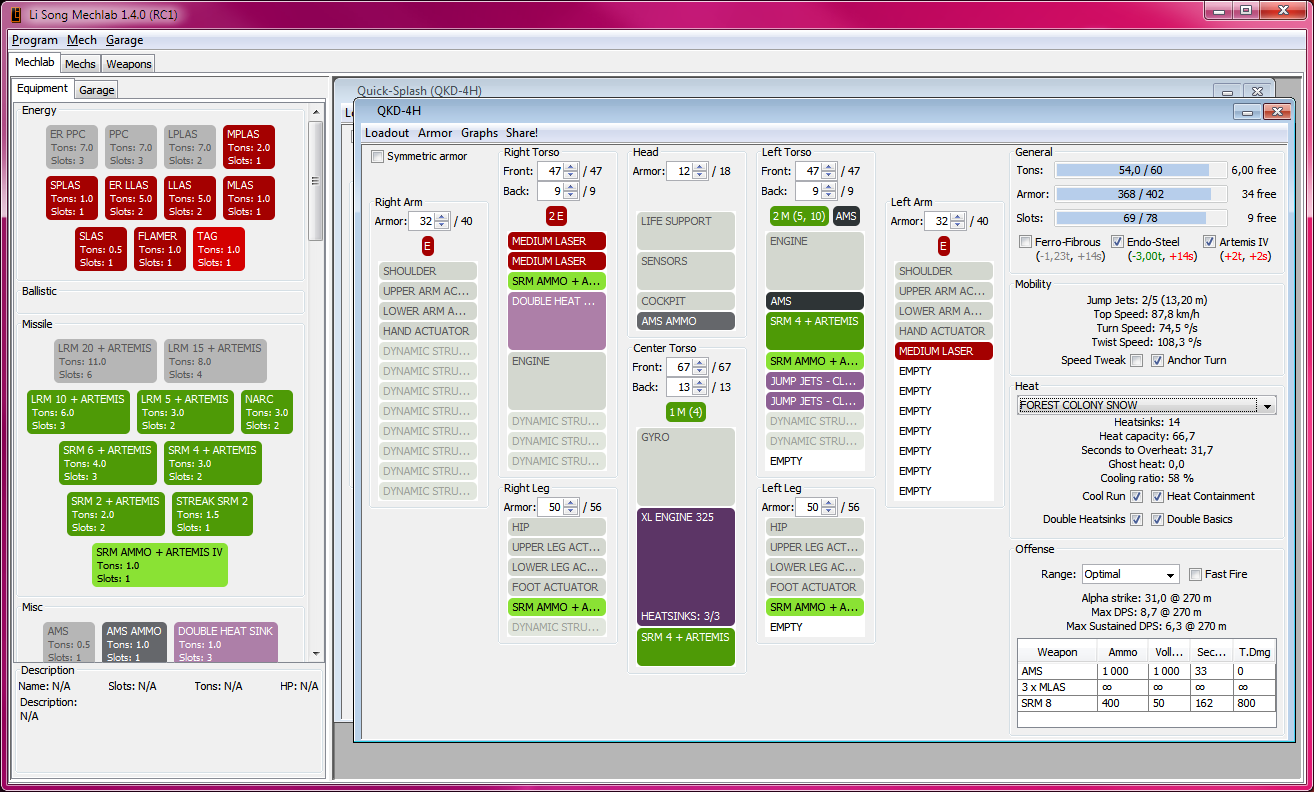 Li Song Mechlab 1.4.0 (RC1)
Program Mech Garage
Mechlab Mechs Weapons
Equipment Garage
Energy
ER PPC
Tons: 7.0
Slots: 3
PPC
Tons: 7.0
Slots: 3
LPLAS
Tons: 7.0
Slots: 2
MPLAS
Tons: 2.0
Slots: 1
SPLAS
Tons: 1.0
Slots: 1
ER LLAS
Tons: 5.0
Slots: 2
LLAS
Tons: 5.0
Slots: 2
MLAS
Tons: 1.0
Slots: 1
SLAS
Tons: 0.5
Slots: 1
FLAMER
Tons: 1.0
Slots: 1
TAG
Tons: 1.0
Slots: 1
Ballistic
Missile
LRM 20 + ARTEMIS
Tons: 11.0
Slots: 6
LRM 15 + ARTEMIS
Tons: 8.0
Slots: 4
LRM 10 + ARTEMIS
Tons: 6.0
Slots: 3
LRM 5 + ARTEMIS
Tons: 3.0
Slots: 2
NARC
Tons: 3.0
Slots: 2
SRM 6 + ARTEMIS
Tons: 4.0
Slots: 3
SRM 4 + ARTEMIS
Tons: 3.0
Slots: 2
SRM 2 + ARTEMIS
Tons: 2.0
Slots: 2
STREAK SRM 2
Tons: 1.5
Slots: 1
SRM AMMO + ARTEMIS IV
Tons: 1.0
Slots: 1
Misc
AMS
Tons: 0.5
Slots: 1
AMS AMMO
Tons: 1.0
Slots: 1
DOUBLE HEAT SINK
Tons: 1.0
Slots: 3
Description
Name: N/A Slots: N/A Tons: N/A HP: N/A
Description:
N/A
Quick-Splash (QKD-4H)
Lo
QKD-4H
Loadout Armor Graphs Share!
Symmetric armor
Right Arm
Armor: 32 / 40
E
SHOULDER
UPPER ARM AC...
LOWER ARM A...
HAND ACTUATOR
DYNAMIC STRU...
DYNAMIC STRU...
DYNAMIC STRU...
DYNAMIC STRU...
DYNAMIC STRU...
DYNAMIC STRU...
DYNAMIC STRU...
DYNAMIC STRU...
Right Torso
Front: 47 / 47
Back: 9 / 9
2 E
MEDIUM LASER
MEDIUM LASER
SRM AMMO + A...
DOUBLE HEAT ...
ENGINE
DYNAMIC STRU...
DYNAMIC STRU...
DYNAMIC STRU...
Right Leg
Armor: 50 / 56
HIP
UPPER LEG ACT...
LOWER LEG AC...
FOOT ACTUATOR
SRM AMMO + A...
DYNAMIC STRU...
Head
Armor: 12 / 18
LIFE SUPPORT
SENSORS
COCKPIT
AMS AMMO
Center Torso
Front: 67 / 67
Back: 13 / 13
1 M (4)
GYRO
XL ENGINE 325
HEATSINKS: 3/3
SRM 4 + ARTEMIS
Left Torso
Front: 47 / 47
Back: 9 / 9
2 M (5, 10) AMS
ENGINE
AMS
SRM 4 + ARTEMIS
SRM AMMO + A...
JUMP JETS - CL...
JUMP JETS - CL...
DYNAMIC STRU...
DYNAMIC STRU...
EMPTY
Left Leg
Armor: 50 / 56
HIP
UPPER LEG ACT...
LOWER LEG AC...
FOOT ACTUATOR
SRM AMMO + A...
EMPTY
Left Arm
Armor: 32 / 40
E
SHOULDER
UPPER ARM AC...
LOWER ARM A...
HAND ACTUATOR
MEDIUM LASER
EMPTY
EMPTY
EMPTY
EMPTY
EMPTY
EMPTY
EMPTY
General
Tons: 54,0 / 60 6,00 free
Armor: 368 / 402 34 free
Slots: 69 / 78 9 free
Ferro-Fibrous Endo-Steel Artemis IV
(-1,23t, +14s) (-3,00t, +14s) (+2t, +2s)
Mobility
Jump Jets: 2/5 (13,20 m)
Top Speed: 87,8 km/h
Turn Speed: 74,5 °/s
Twist Speed: 108,3 °/s
Speed Tweak Anchor Turn
Heat
FOREST COLONY SNOW
Heatsinks: 14
Heat capacity: 66,7
Seconds to Overheat: 31,7
Ghost heat: 0,0
Cooling ratio: 58 %
Cool Run Heat Containment
Double Heatsinks Double Basics
Offense
Range: Optimal Fast Fire
Alpha strike: 31,0 @ 270 m
Max DPS: 8,7 @ 270 m
Max Sustained DPS: 6,3 @ 270 m
Weapon Ammo Voll... Sec... T.Dmg
AMS 1 000 1 000 33 0
3 x MLAS ∞ ∞ ∞ ∞
SRM 8 400 50 162 800